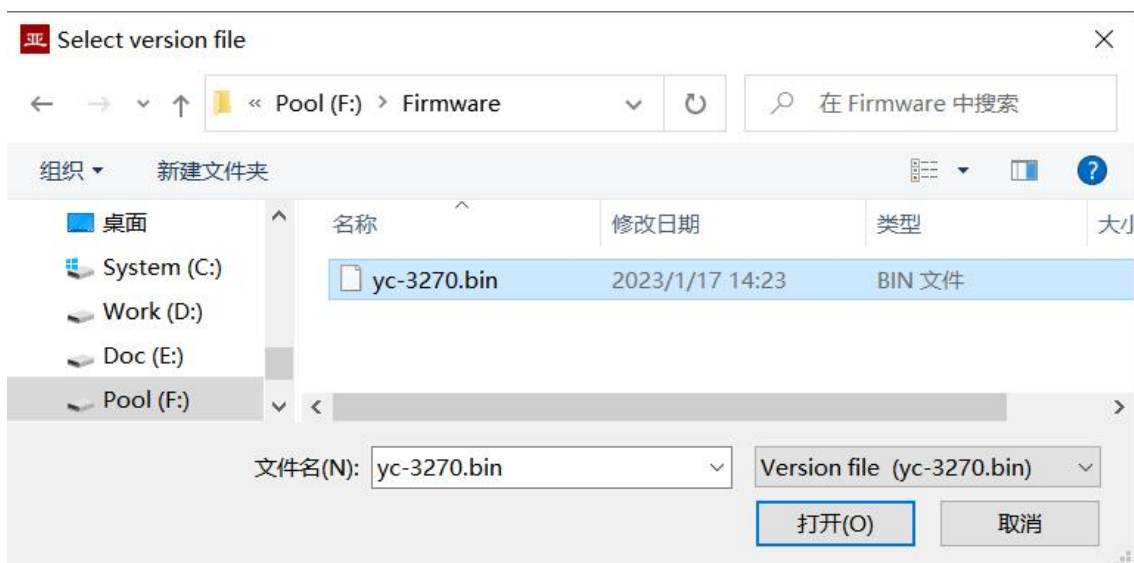 亚 Select version file
« Pool (F:) > Firmware
在 Firmware 中搜索
组织 新建文件夹
?
桌面
System (C:)
Work (D:)
Doc (E:)
Pool (F:)
名称 修改日期 类型 大小
yc-3270.bin 2023/1/17 14:23 BIN 文件
文件名(N): yc-3270.bin Version file (yc-3270.bin)
打开(O) 取消